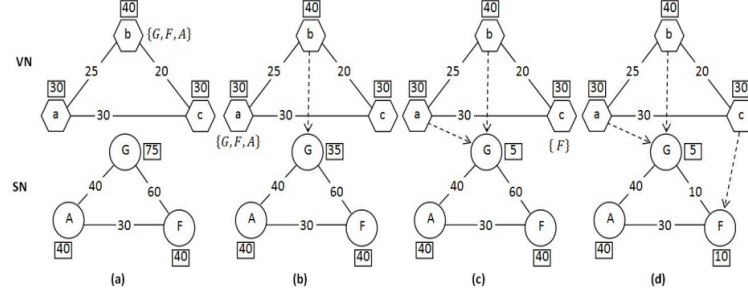 40 40 40 40
b {G,F,A} b b b
VN
25 20 25 20 25 20 25 20
30 30 30 30 30 30 30 30
a 30 c a 30 c a 30 c a 30 c
{G,F,A} {F}
G 75 G 35 G 5 G 5
SN
40 60 40 60 40 60 40 10
A 30 F A 30 F A 30 F A 30 F
40 40 40 40 40 40 40 10
(a) (b) (c) (d)